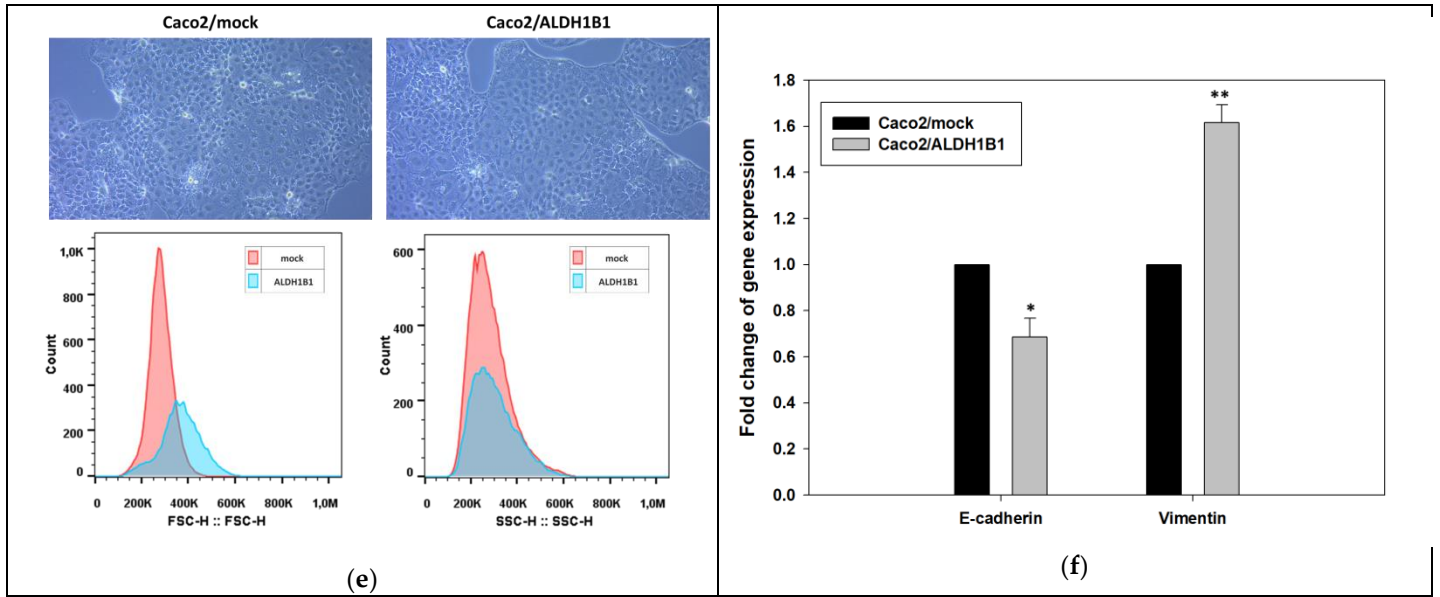 Caco2/mock
Caco2/ALDH1B1
1,0K
800
600
400
200
0
Count
mock
ALDH1B1
0 200K 400K 600K 800K 1,0M
FSC-H :: FSC-H
600
400
200
0
Count
mock
ALDH1B1
0 200K 400K 600K 800K 1,0M
SSC-H :: SSC-H
(e)
1.8
1.6
1.4
1.2
1.0
0.8
0.6
0.4
0.2
0.0
Fold change of gene expression
Caco2/mock
Caco2/ALDH1B1
*
**
E-cadherin Vimentin
(f)